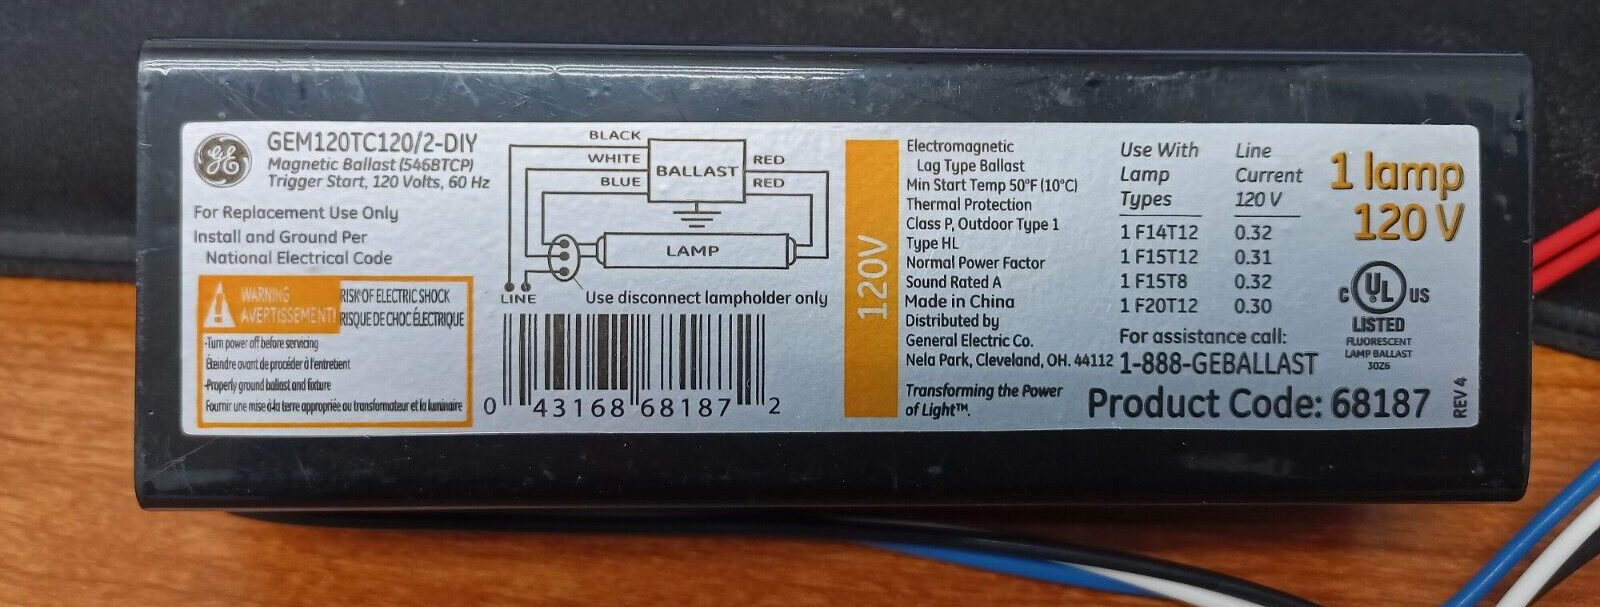 GE
GEM120TC120/2-DIY
Magnetic Ballast (546BTCP)
Trigger Start, 120 Volts, 60 Hz
For Replacement Use Only
Install and Ground Per
National Electrical Code
WARNING
AVERTISSEMENT!
RISK OF ELECTRIC SHOCK
RISQUE DE CHOC ÉLECTRIQUE
-Turn power off before servicing
Éteindre avant de procéder à l'entretient
-Properly ground ballast and fixture
Fournir une mise à la terre appropriée au transformateur et la luminaire
BLACK
WHITE
BLUE
BALLAST
RED
RED
LAMP
LINE
Use disconnect lampholder only
0 43168 68187 2
120V
Electromagnetic
Lag Type Ballast
Min Start Temp 50°F (10°C)
Thermal Protection
Class P, Outdoor Type 1
Type HL
Normal Power Factor
Sound Rated A
Made in China
Distributed by
General Electric Co.
Nela Park, Cleveland, OH. 44112
Transforming the Power
of Light™.
Use With Line
Lamp Current
Types 120 V
1 F14T12 0.32
1 F15T12 0.31
1 F15T8 0.32
1 F20T12 0.30
For assistance call:
1-888-GEBALLAST
Product Code: 68187
1 lamp
120 V
C UL US
LISTED
FLUORESCENT
LAMP BALLAST
3026
REV 4